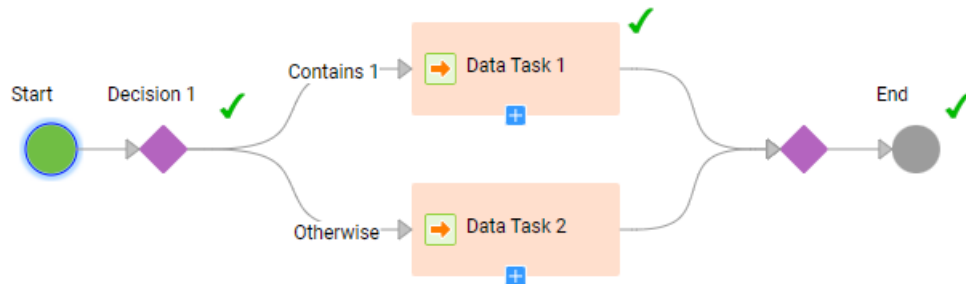 Start
Decision 1
Contains 1
Data Task 1
Otherwise
Data Task 2
End